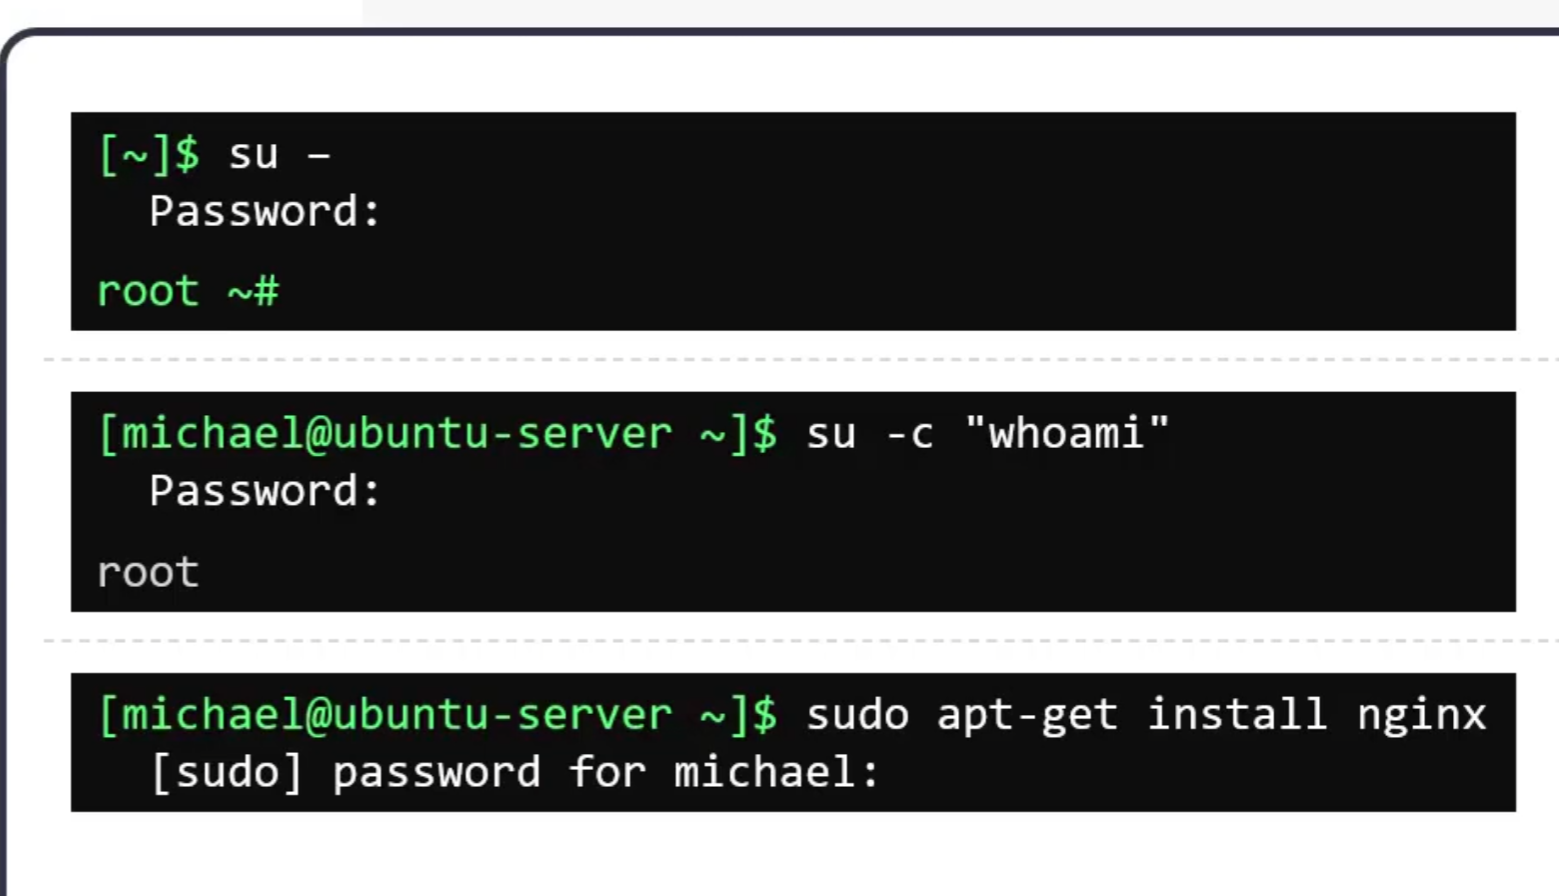 [~]$ su –
Password:
root ~#
[michael@ubuntu-server ~]$ su -c "whoami"
Password:
root
[michael@ubuntu-server ~]$ sudo apt-get install nginx
[sudo] password for michael: